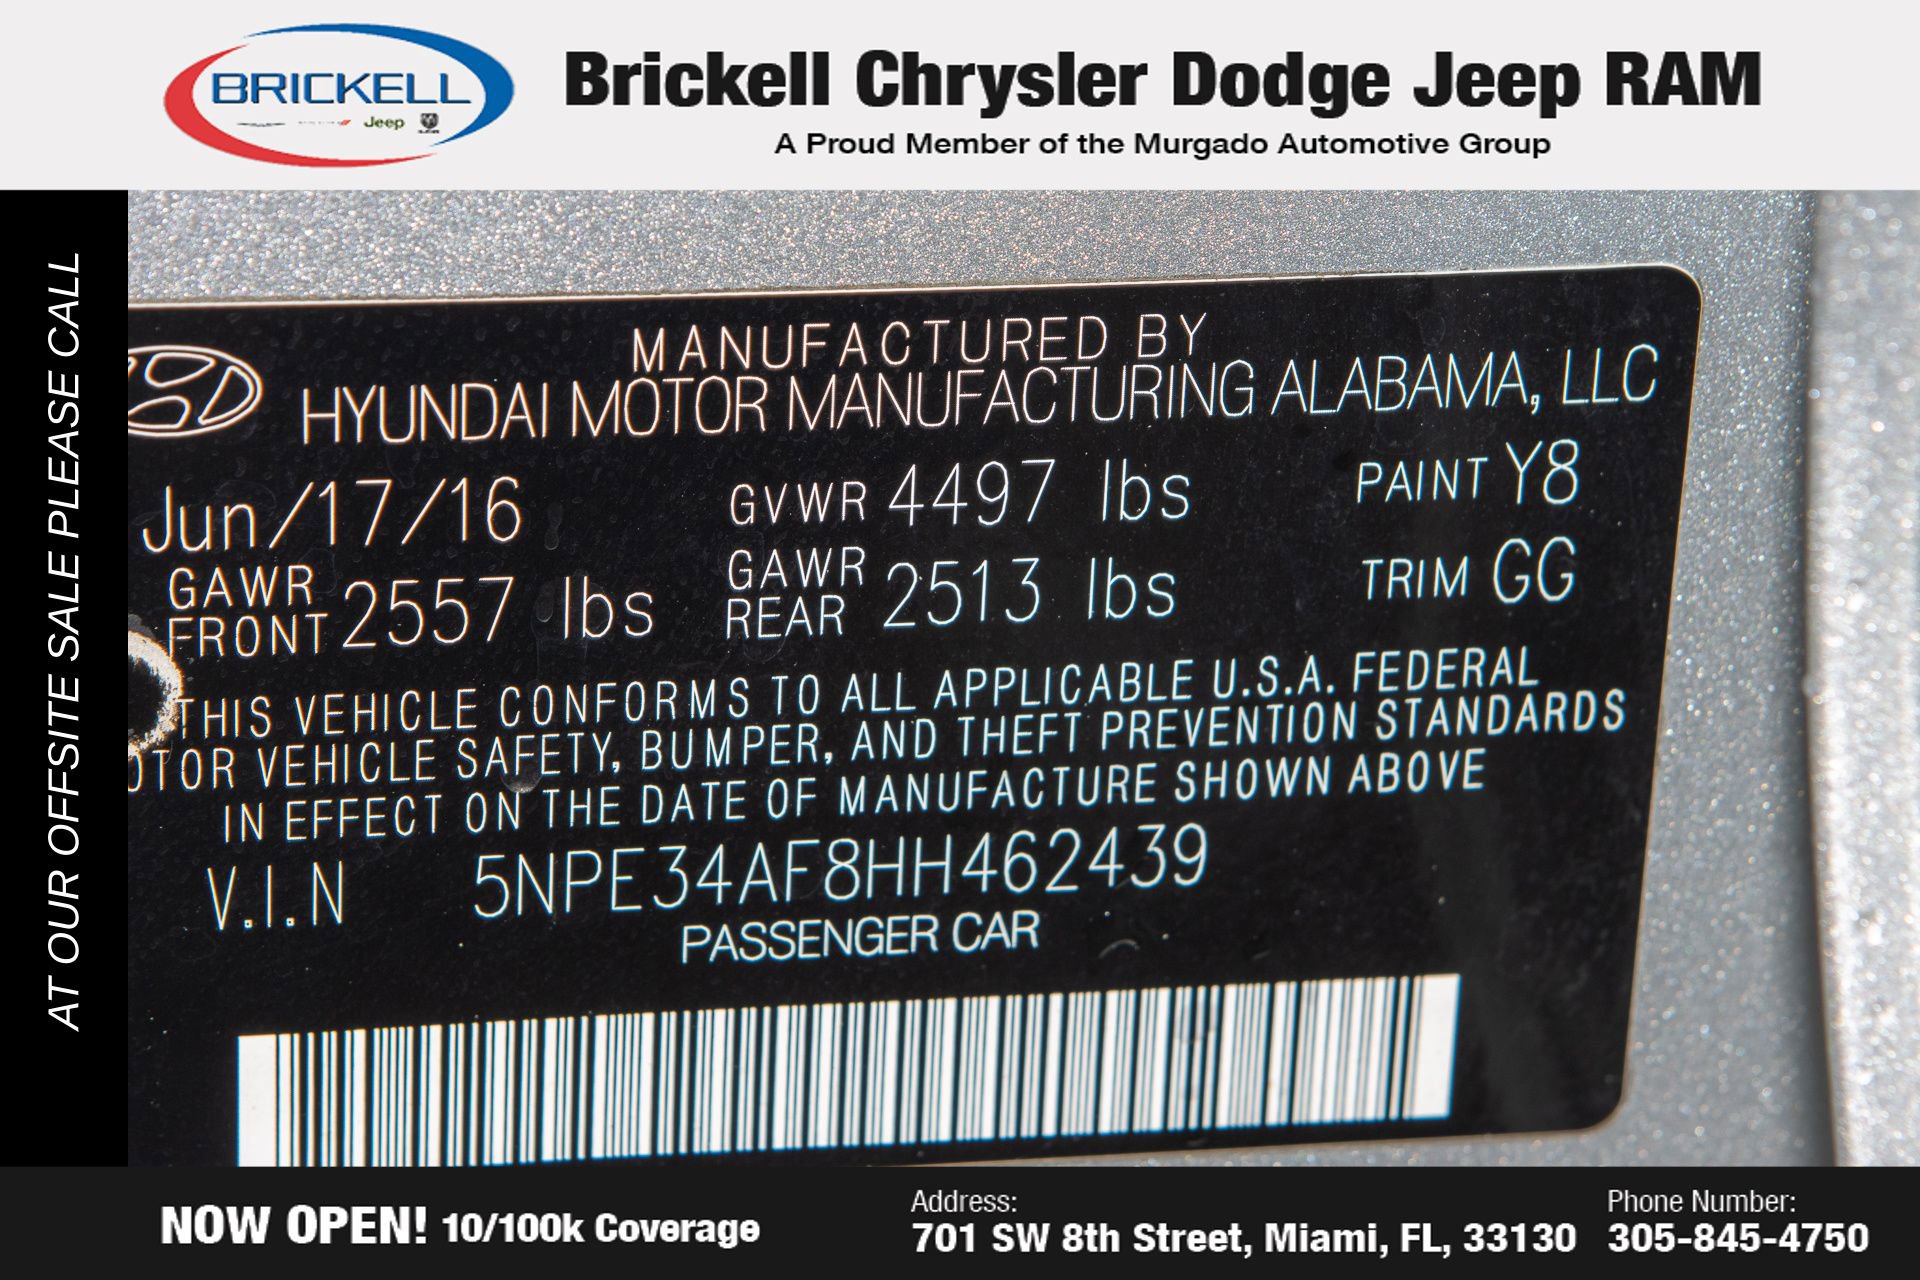 BRICKELL
Jeep
RAM
Brickell Chrysler Dodge Jeep RAM
A Proud Member of the Murgado Automotive Group
AT OUR OFFSITE SALE PLEASE CALL
MANUFACTURED BY
HYUNDAI MOTOR MANUFACTURING ALABAMA, LLC
Jun/17/16 GVWR 4497 lbs PAINT Y8
GAWR FRONT 2557 lbs GAWR REAR 2513 lbs TRIM GG
THIS VEHICLE CONFORMS TO ALL APPLICABLE U.S.A. FEDERAL
OTOR VEHICLE SAFETY, BUMPER, AND THEFT PREVENTION STANDARDS
IN EFFECT ON THE DATE OF MANUFACTURE SHOWN ABOVE
V.I.N 5NPE34AF8HH462439
PASSENGER CAR
NOW OPEN! 10/100k Coverage
Address:
701 SW 8th Street, Miami, FL, 33130
Phone Number:
305-845-4750